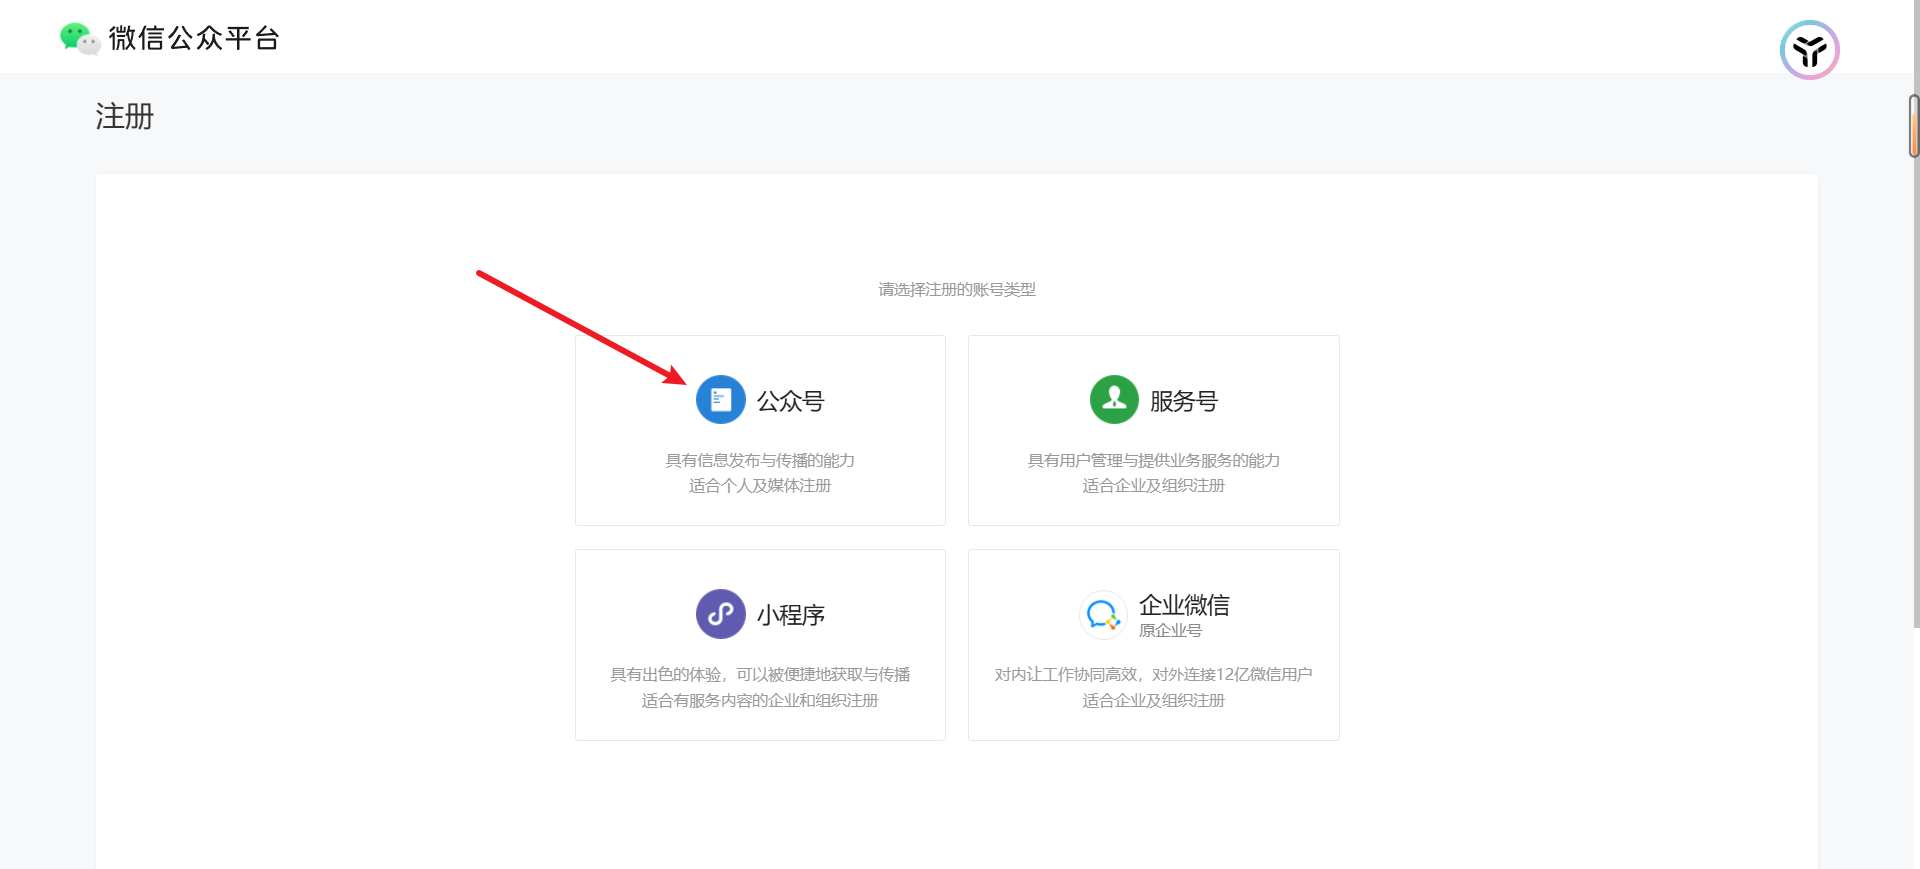 微信公众平台
注册
请选择注册的账号类型
公众号
具有信息发布与传播的能力
适合个人及媒体注册
服务号
具有用户管理与提供业务服务的能力
适合企业及组织注册
小程序
具有出色的体验，可以被便捷地获取与传播
适合有服务内容的企业和组织注册
企业微信
原企业号
对内让工作协同高效，对外连接12亿微信用户
适合企业及组织注册